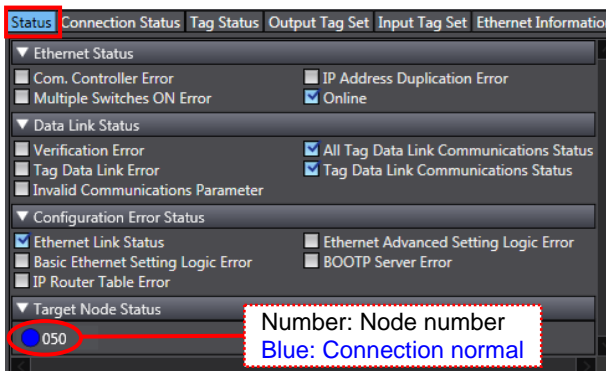 Status Connection Status Tag Status Output Tag Set Input Tag Set Ethernet Informatio
Ethernet Status
Com. Controller Error IP Address Duplication Error
Multiple Switches ON Error Online
Data Link Status
Verification Error All Tag Data Link Communications Status
Tag Data Link Error Tag Data Link Communications Status
Invalid Communications Parameter
Configuration Error Status
Ethernet Link Status Ethernet Advanced Setting Logic Error
Basic Ethernet Setting Logic Error BOOTP Server Error
IP Router Table Error
Target Node Status
050
Number: Node number
Blue: Connection normal